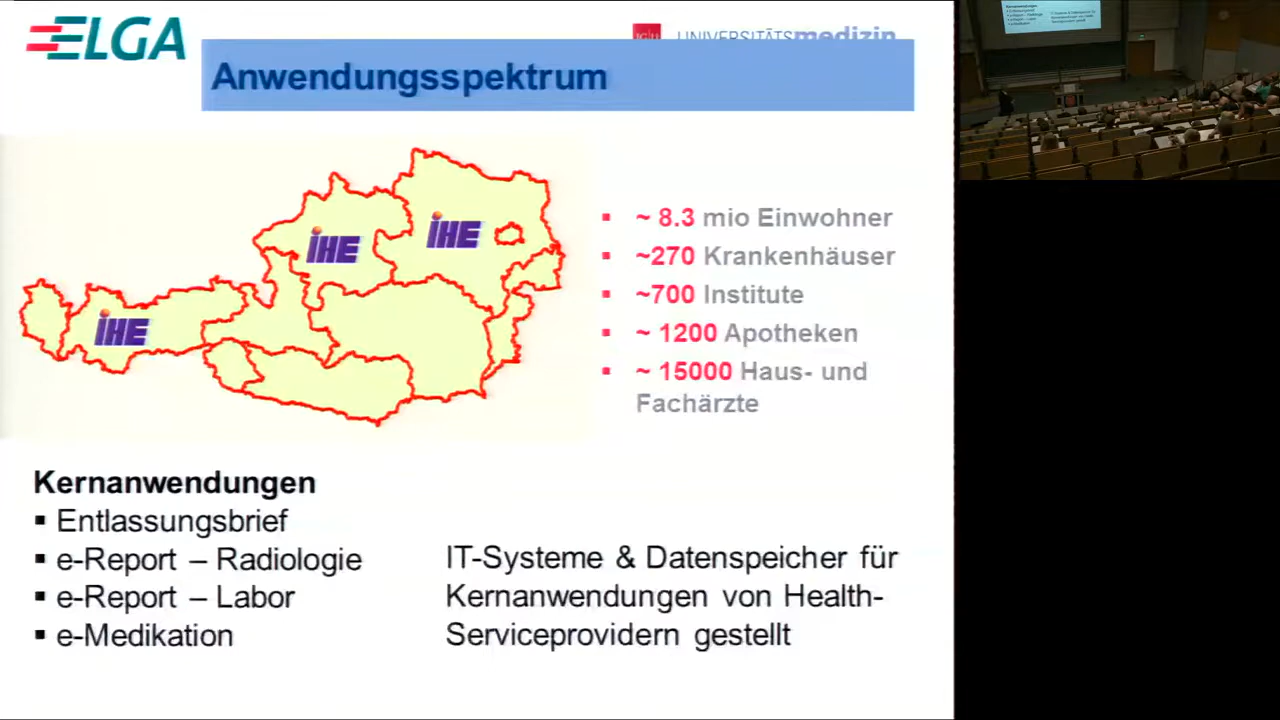 ELGA
UNIVERSITÄTSmedizin
Anwendungsspektrum
iHE
iHE
iHE
▪ ~ 8.3 mio Einwohner
▪ ~270 Krankenhäuser
▪ ~700 Institute
▪ ~ 1200 Apotheken
▪ ~ 15000 Haus- und
Fachärzte
Kernanwendungen
▪ Entlassungsbrief
▪ e-Report – Radiologie
▪ e-Report – Labor
▪ e-Medikation
IT-Systeme & Datenspeicher für
Kernanwendungen von Health-
Serviceprovidern gestellt